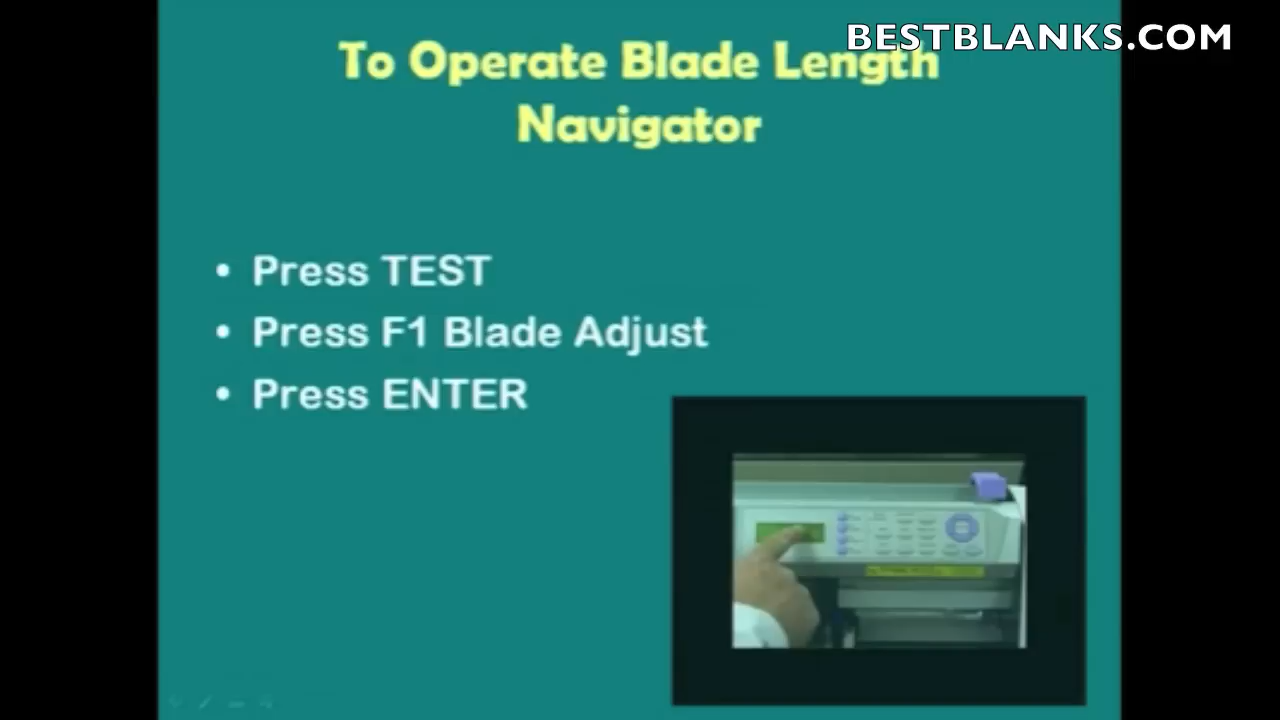 BESTBLANKS.COM
To Operate Blade Length
Navigator
• Press TEST
• Press F1 Blade Adjust
• Press ENTER